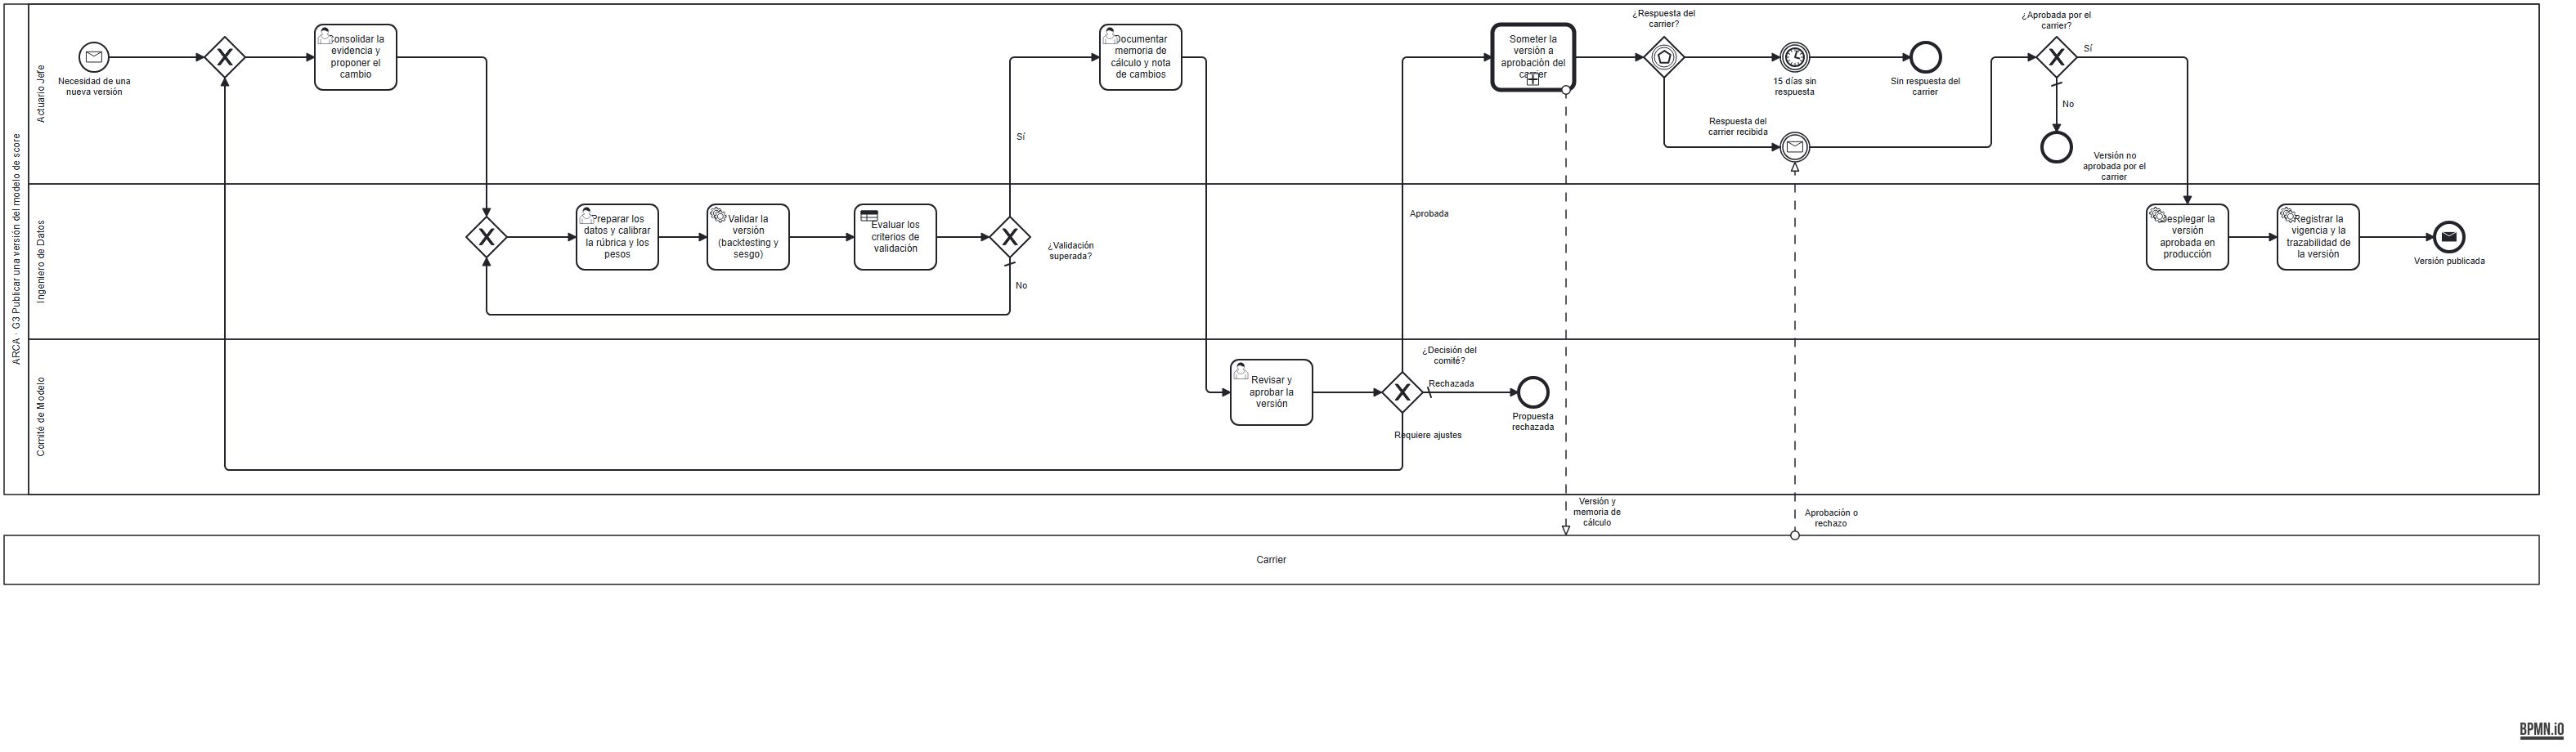 ARCA · G3 Publicar una versión del modelo de score
Actuario Jefe
Necesidad de una
nueva versión
Consolidar la
evidencia y
proponer el
cambio
Sí
Documentar
memoria de
cálculo y nota
de cambios
Someter la
versión a
aprobación del
carrier
¿Respuesta del
carrier?
15 días sin
respuesta
Sin respuesta del
carrier
Respuesta del
carrier recibida
¿Aprobada por el
carrier?
Sí
No
Versión no
aprobada por el
carrier
Ingeniero de Datos
Preparar los
datos y calibrar
la rúbrica y los
pesos
Validar la
versión
(backtesting y
sesgo)
Evaluar los
criterios de
validación
¿Validación
superada?
No
Aprobada
Desplegar la
versión
aprobada en
producción
Registrar la
vigencia y la
trazabilidad de
la versión
Versión publicada
Comité de Modelo
Revisar y
aprobar la
versión
¿Decisión del
comité?
Rechazada
Propuesta
rechazada
Requiere ajustes
Versión y
memoria de
cálculo
Aprobación o
rechazo
Carrier
BPMN.iO